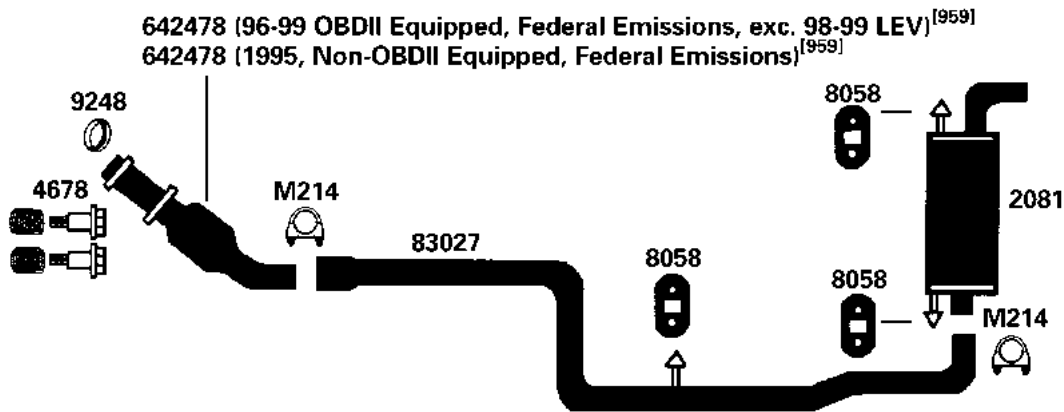 642478 (96-99 OBDII Equipped, Federal Emissions, exc. 98-99 LEV)[959]
642478 (1995, Non-OBDII Equipped, Federal Emissions)[959]
9248
8058
4678
M214
2081
83027
8058
8058
M214